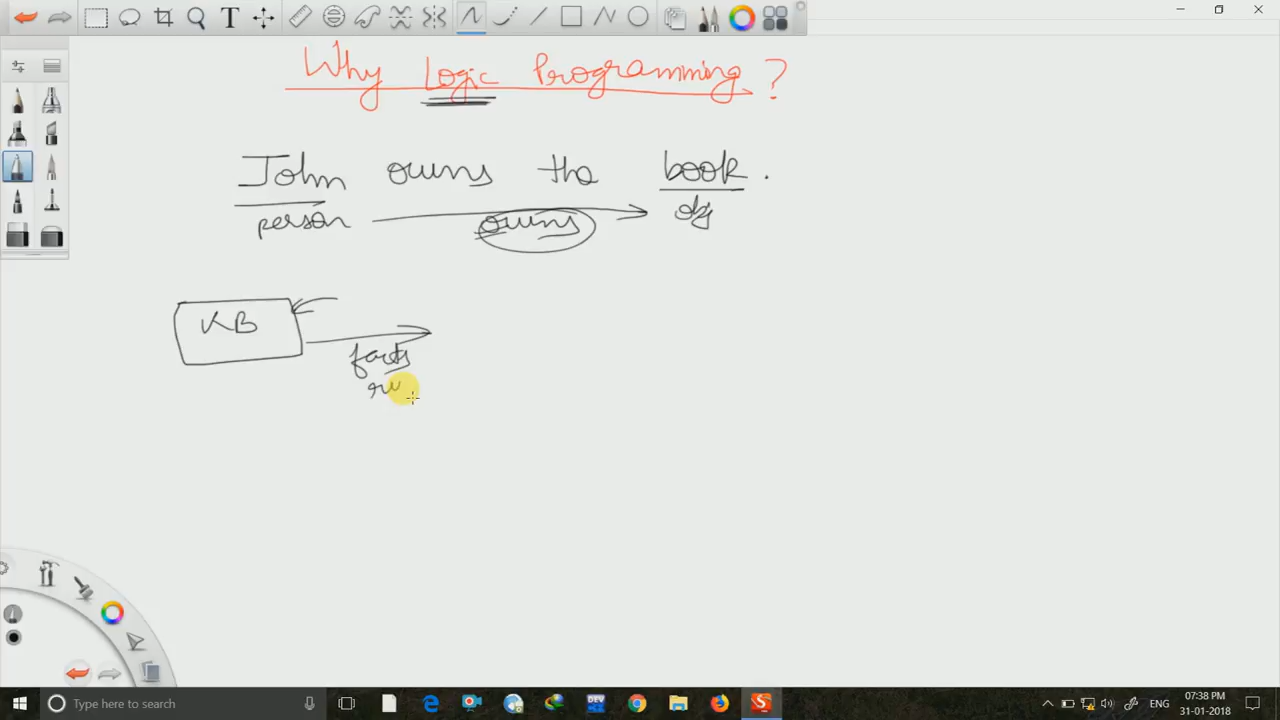 Why Logic Programming?
John owns the book.
person owns obj
KB
facts
ru
Type here to search
ENG
07:38 PM
31-01-2018